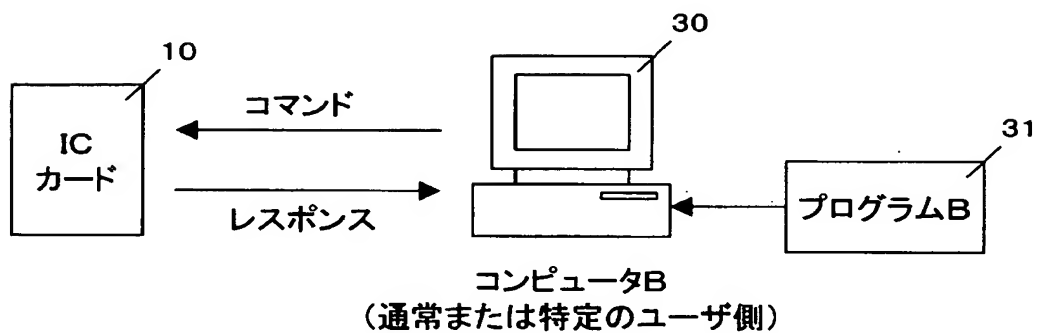 30
10
コマンド
IC
カード
31
プログラムB
レスポンス
コンピュータB
(通常または特定のユーザ側)